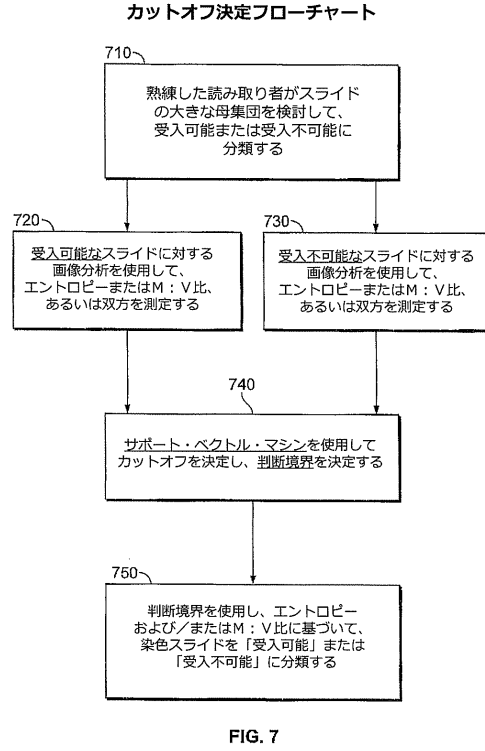 カットオフ決定フローチャート
710
熟練した読み取り者がスライド
の大きな母集団を検討して、
受入可能または受入不可能に
分類する
720
受入可能なスライドに対する
画像分析を使用して、
エントロピーまたはM：V比、
あるいは双方を測定する
730
受入不可能なスライドに対する
画像分析を使用して、
エントロピーまたはM：V比、
あるいは双方を測定する
740
サポート・ベクトル・マシンを使用して
カットオフを決定し、判断境界を決定する
750
判断境界を使用し、エントロピー
および／またはM：V比に基づいて、
染色スライドを「受入可能」または
「受入不可能」に分類する
FIG. 7